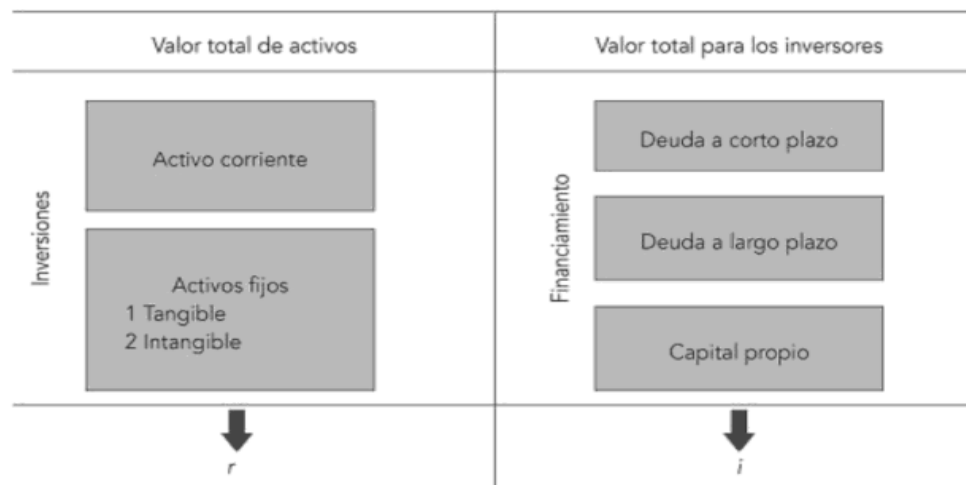 Valor total de activos
Valor total para los inversores
Inversiones
Activo corriente
Activos fijos
1 Tangible
2 Intangible
r
Financiamiento
Deuda a corto plazo
Deuda a largo plazo
Capital propio
i